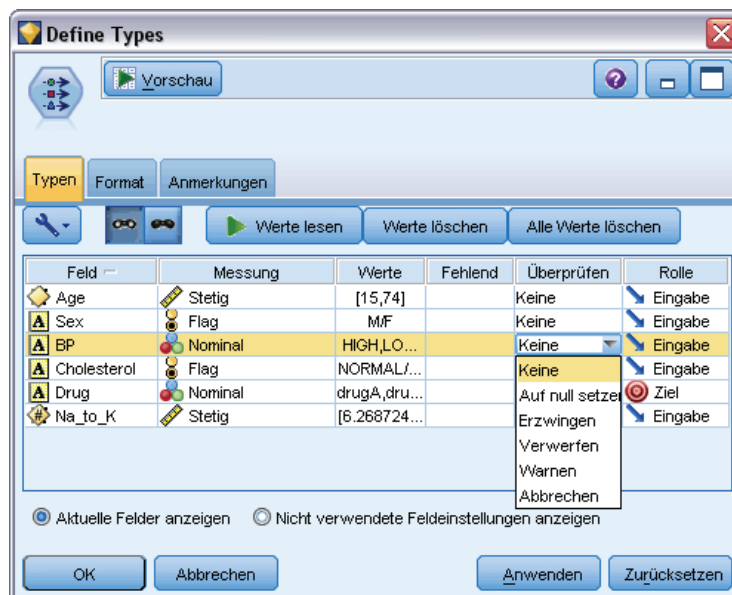 Define Types
Vorschau
Typen Format Anmerkungen
Werte lesen Werte löschen Alle Werte löschen
Feld Messung Werte Fehlend Überprüfen Rolle
Age Stetig [15,74] Keine Eingabe
A Sex Flag M/F Keine Eingabe
A BP Nominal HIGH,LO... Keine Eingabe
A Cholesterol Flag NORMAL/... Keine Eingabe
A Drug Nominal drugA,dru... Auf null setzen Ziel
# Na_to_K Stetig [6.268724... Erzwingen Eingabe
Verwerfen
Warnen
Abbrechen
Aktuelle Felder anzeigen Nicht verwendete Feldeinstellungen anzeigen
OK Abbrechen Anwenden Zurücksetzen